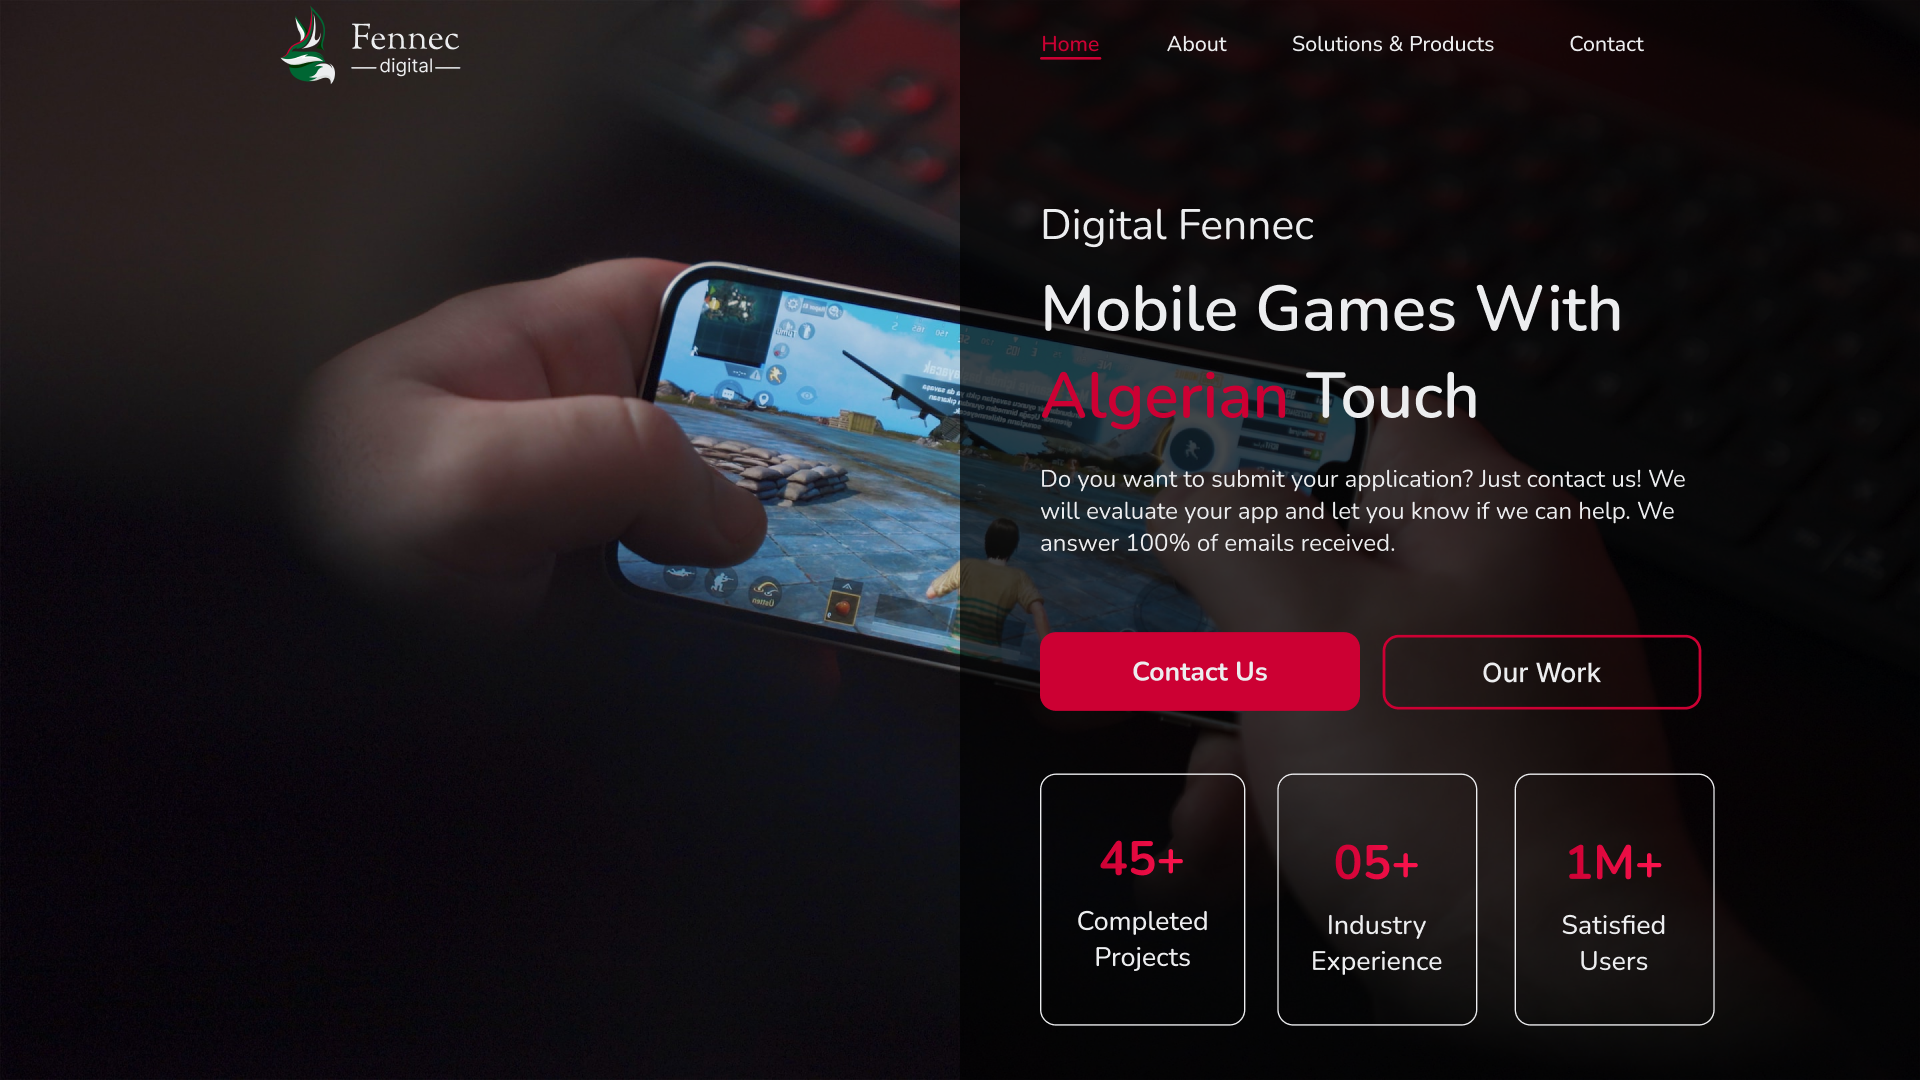 Fennec
digital
Home
About
Solutions & Products
Contact
Digital Fennec
Mobile Games With
Algerian Touch
Do you want to submit your application? Just contact us! We
will evaluate your app and let you know if we can help. We
answer 100% of emails received.
Contact Us
Our Work
45+
Completed
Projects
05+
Industry
Experience
1M+
Satisfied
Users